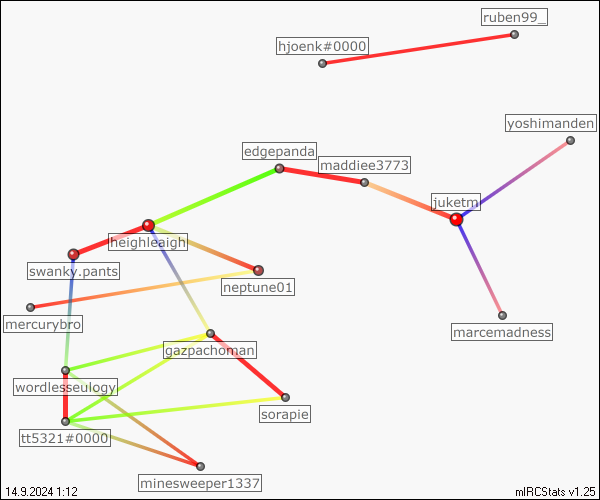 ruben99_
hjoenk#0000
yoshimanden
edgepanda
maddiee3773
juketm
heighleaigh
swanky.pants
neptune01
mercurybro
marcemadness
gazpachoman
wordlesseulogy
sorapie
tt5321#0000
minesweeper1337
14.9.2024 1:12
mIRCStats v1.25